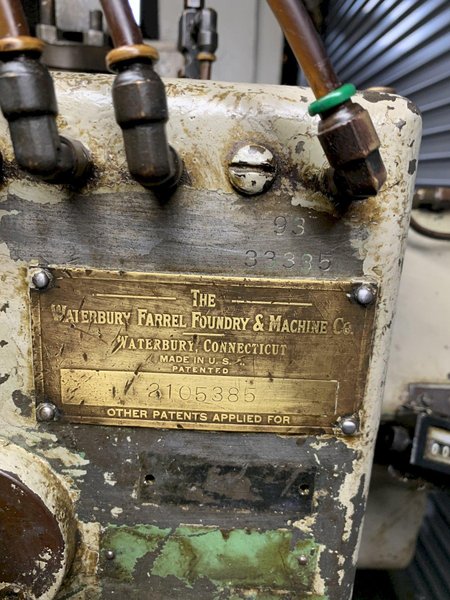 93
33385
THE
WATERBURY FARREL FOUNDRY & MACHINE CO.
WATERBURY, CONNECTICUT
MADE IN U.S.A.
PATENTED
2105385
OTHER PATENTS APPLIED FOR